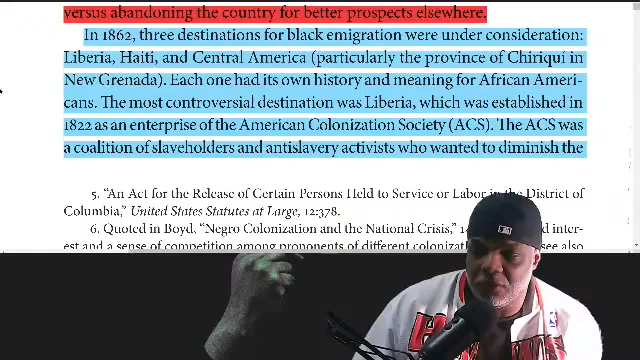 versus abandoning the country for better prospects elsewhere.
In 1862, three destinations for black emigration were under consideration:
Liberia, Haiti, and Central America (particularly the province of Chiriquí in
New Grenada). Each one had its own history and meaning for African Ameri-
cans. The most controversial destination was Liberia, which was established in
1822 as an enterprise of the American Colonization Society (ACS). The ACS was
a coalition of slaveholders and antislavery activists who wanted to diminish the
5. “An Act for the Release of Certain Persons Held to Service or Labor in the District of
Columbia,” United States Statutes at Large, 12:378.
6. Quoted in Boyd, “Negro Colonization and the National Crisis,” inter-
est and a sense of competition among proponents of different see also